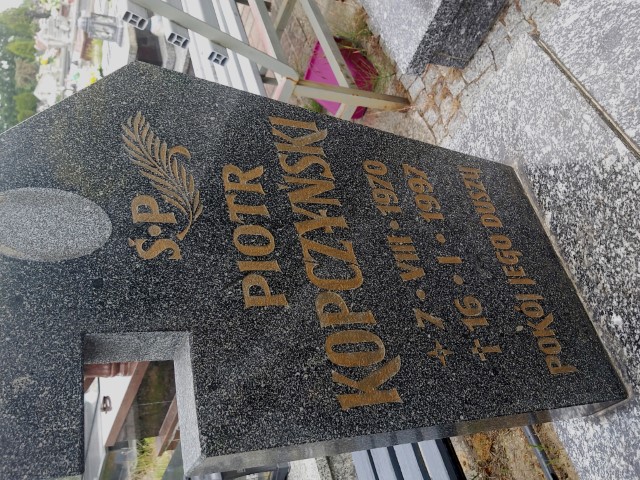 Ś·P
PIOTR
KOPCZYŃSKI
✶ 7 · VIII · 1970
✝ 16 · I · 1997
POKÓJ JEGO DUSZY